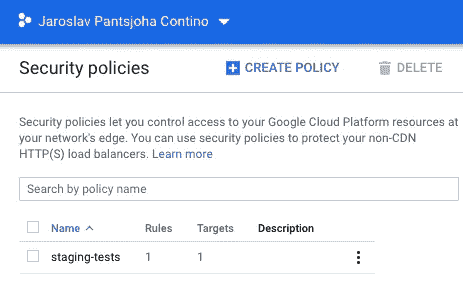 Jaroslav Pantsjoha Contino
Security policies CREATE POLICY DELETE
Security policies let you control access to your Google Cloud Platform resources at
your network's edge. You can use security policies to protect your non-CDN
HTTP(S) load balancers. Learn more
Search by policy name
Name Rules Targets Description
staging-tests 1 1